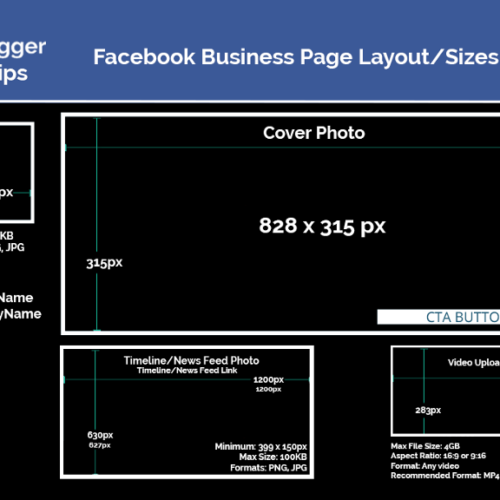 gger
ips
Facebook Business Page Layout/Sizes
px
KB
, JPG
Name
yName
Cover Photo
828 x 315 px
315px
CTA BUTTO
Timeline/News Feed Photo
Timeline/News Feed Link
1200px
1200px
630px
627px
Minimum: 399 x 150px
Max Size: 100KB
Formats: PNG, JPG
Video Uploa
283px
Max File Size: 4GB
Aspect Ratio: 16:9 or 9:16
Format: Any video
Recommended Format: MP4